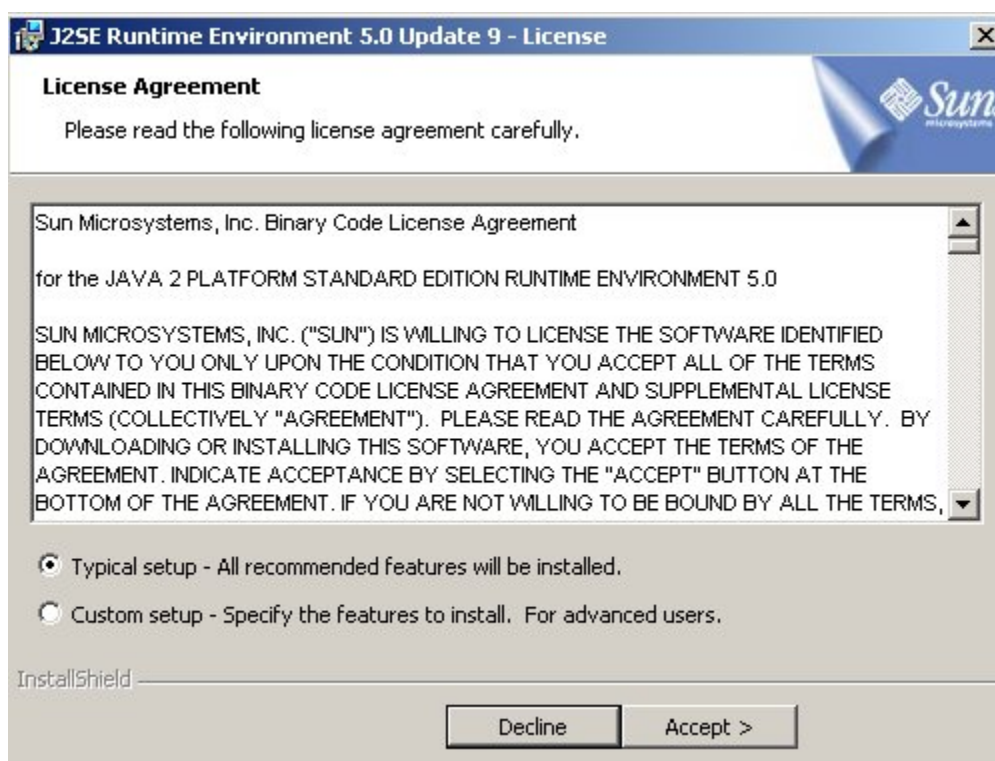 J2SE Runtime Environment 5.0 Update 9 - License
License Agreement
Please read the following license agreement carefully.
Sun
microsystems
Sun Microsystems, Inc. Binary Code License Agreement
for the JAVA 2 PLATFORM STANDARD EDITION RUNTIME ENVIRONMENT 5.0
SUN MICROSYSTEMS, INC. ("SUN") IS WILLING TO LICENSE THE SOFTWARE IDENTIFIED
BELOW TO YOU ONLY UPON THE CONDITION THAT YOU ACCEPT ALL OF THE TERMS
CONTAINED IN THIS BINARY CODE LICENSE AGREEMENT AND SUPPLEMENTAL LICENSE
TERMS (COLLECTIVELY "AGREEMENT").  PLEASE READ THE AGREEMENT CAREFULLY.  BY
DOWNLOADING OR INSTALLING THIS SOFTWARE, YOU ACCEPT THE TERMS OF THE
AGREEMENT. INDICATE ACCEPTANCE BY SELECTING THE "ACCEPT" BUTTON AT THE
BOTTOM OF THE AGREEMENT. IF YOU ARE NOT WILLING TO BE BOUND BY ALL THE TERMS,
Typical setup - All recommended features will be installed.
Custom setup - Specify the features to install.  For advanced users.
InstallShield
Decline
Accept >